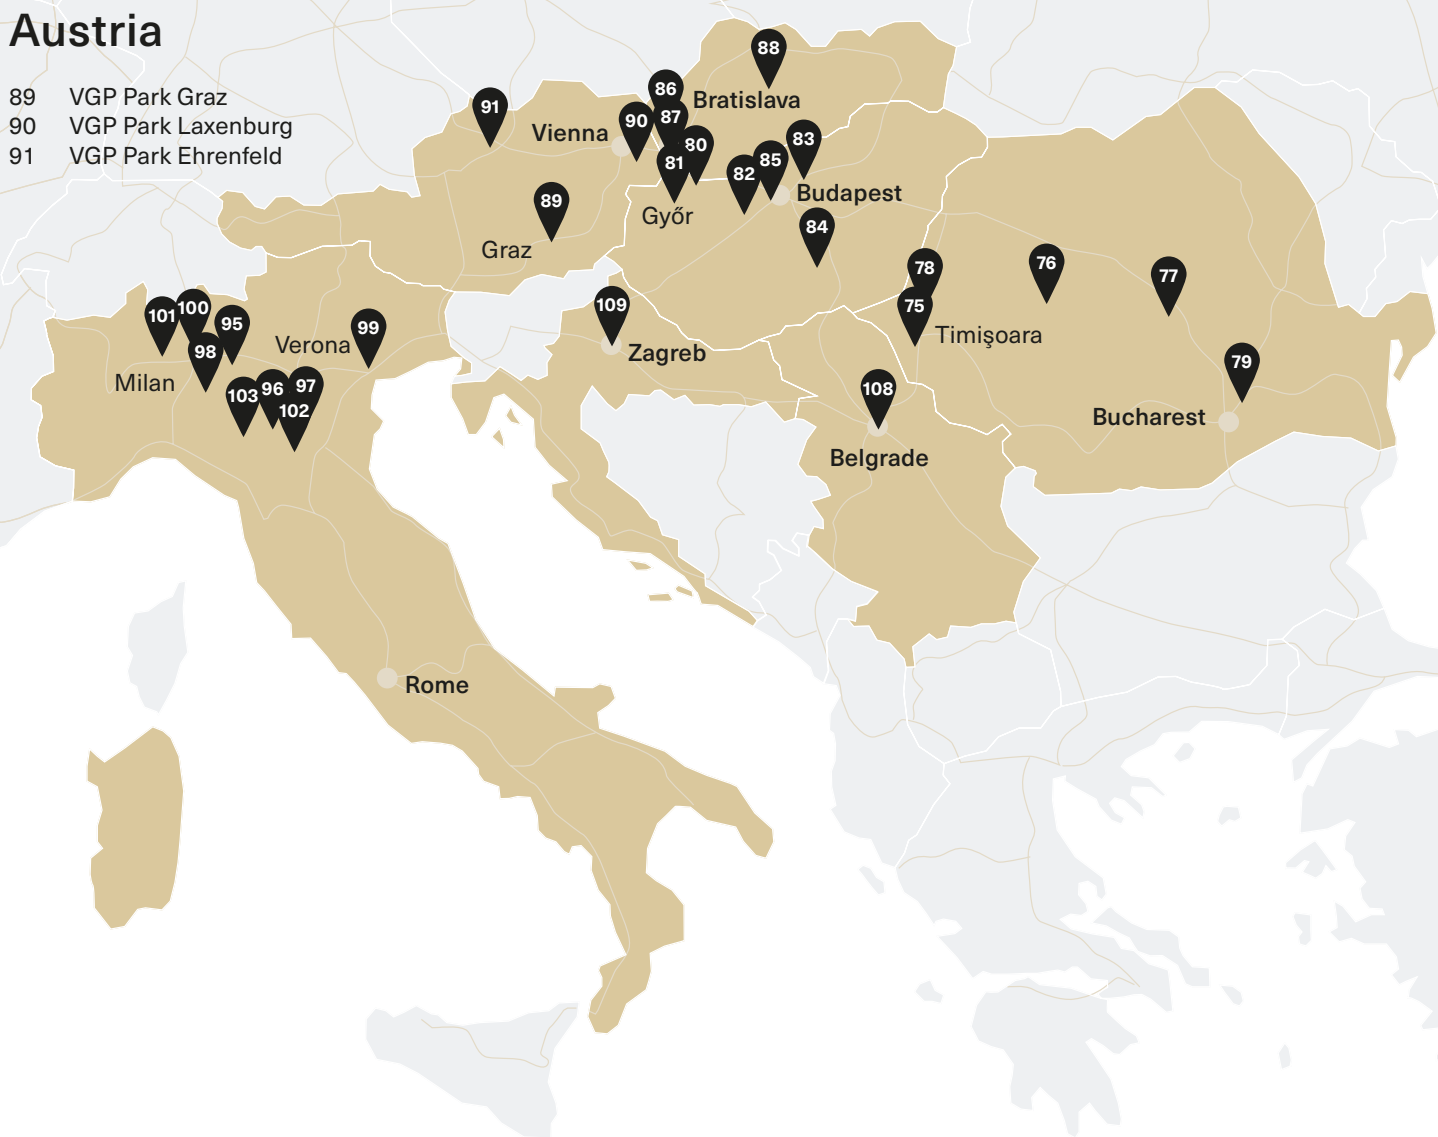 Austria
89 VGP Park Graz
90 VGP Park Laxenburg
91 VGP Park Ehrenfeld
88
86
Bratislava
91
87
90
Vienna
80
83
85
81
82
Budapest
89
Győr
84
Graz
78
76
77
109
100
101
75
95
99
Timişoara
Verona
98
Zagreb
79
Milan
97
96
108
103
102
Bucharest
Belgrade
Rome